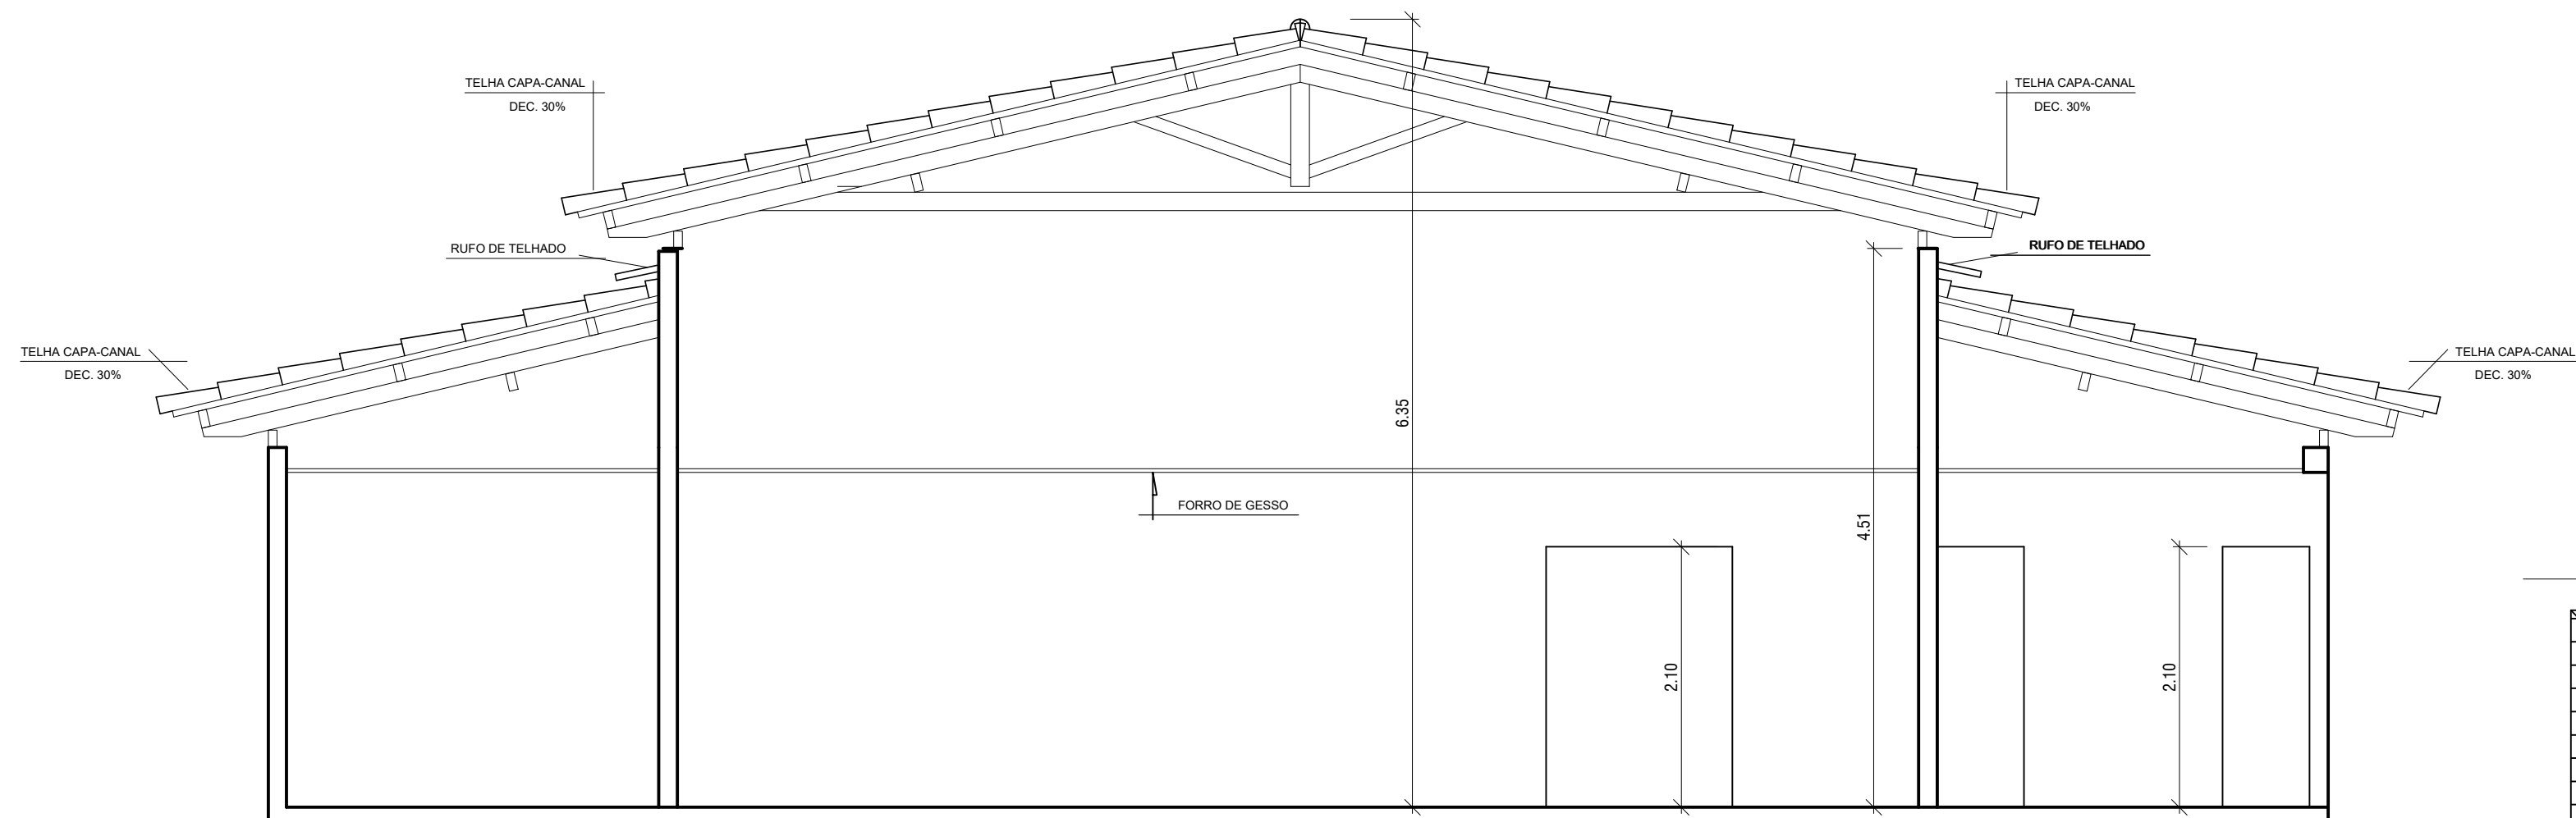 TELHA CAPA-CANAL
DEC. 30%
TELHA CAPA-CANAL
DEC. 30%
RUFO DE TELHADO
RUFO DE TELHADO
TELHA CAPA-CANAL
DEC. 30%
TELHA CAPA-CANAL
DEC. 30%
6.35
FORRO DE GESSO
4.51
2.10
2.10